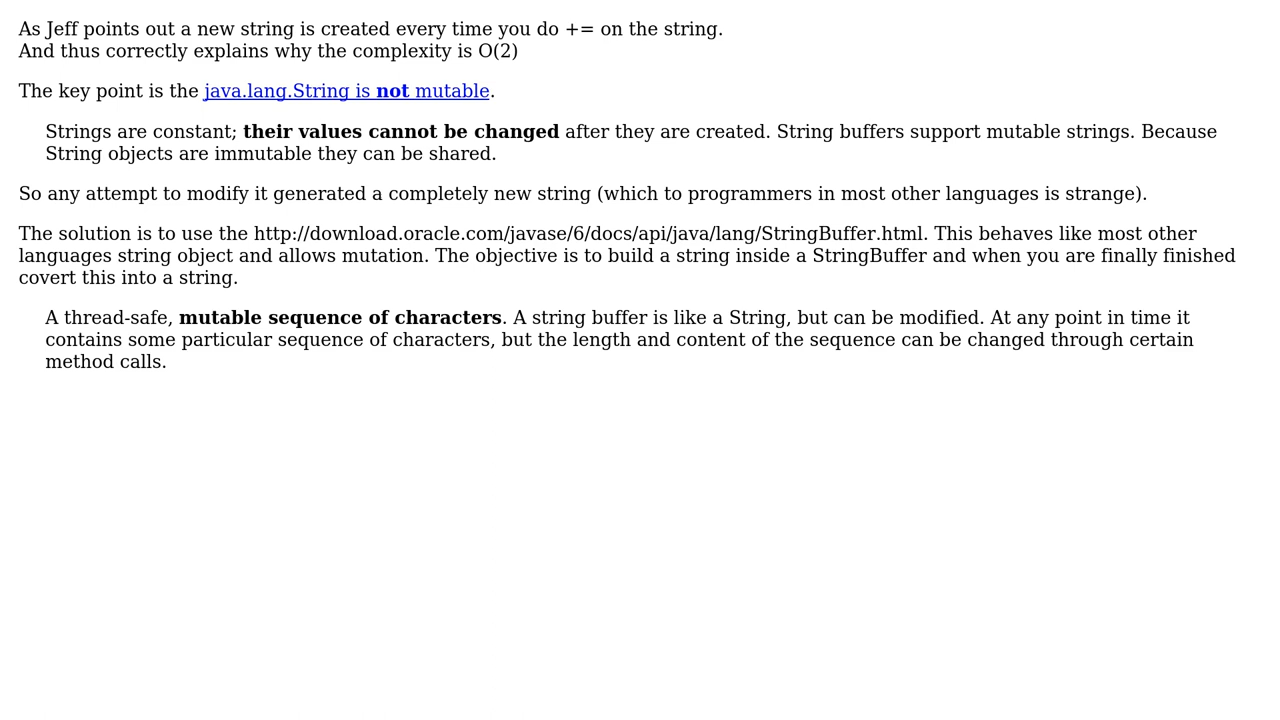 As Jeff points out a new string is created every time you do += on the string.
And thus correctly explains why the complexity is O(2)
The key point is the java.lang.String is not mutable.
Strings are constant; their values cannot be changed after they are created. String buffers support mutable strings. Because
String objects are immutable they can be shared.
So any attempt to modify it generated a completely new string (which to programmers in most other languages is strange).
The solution is to use the http://download.oracle.com/javase/6/docs/api/java/lang/StringBuffer.html. This behaves like most other
languages string object and allows mutation. The objective is to build a string inside a StringBuffer and when you are finally finished
covert this into a string.
A thread-safe, mutable sequence of characters. A string buffer is like a String, but can be modified. At any point in time it
contains some particular sequence of characters, but the length and content of the sequence can be changed through certain
method calls.